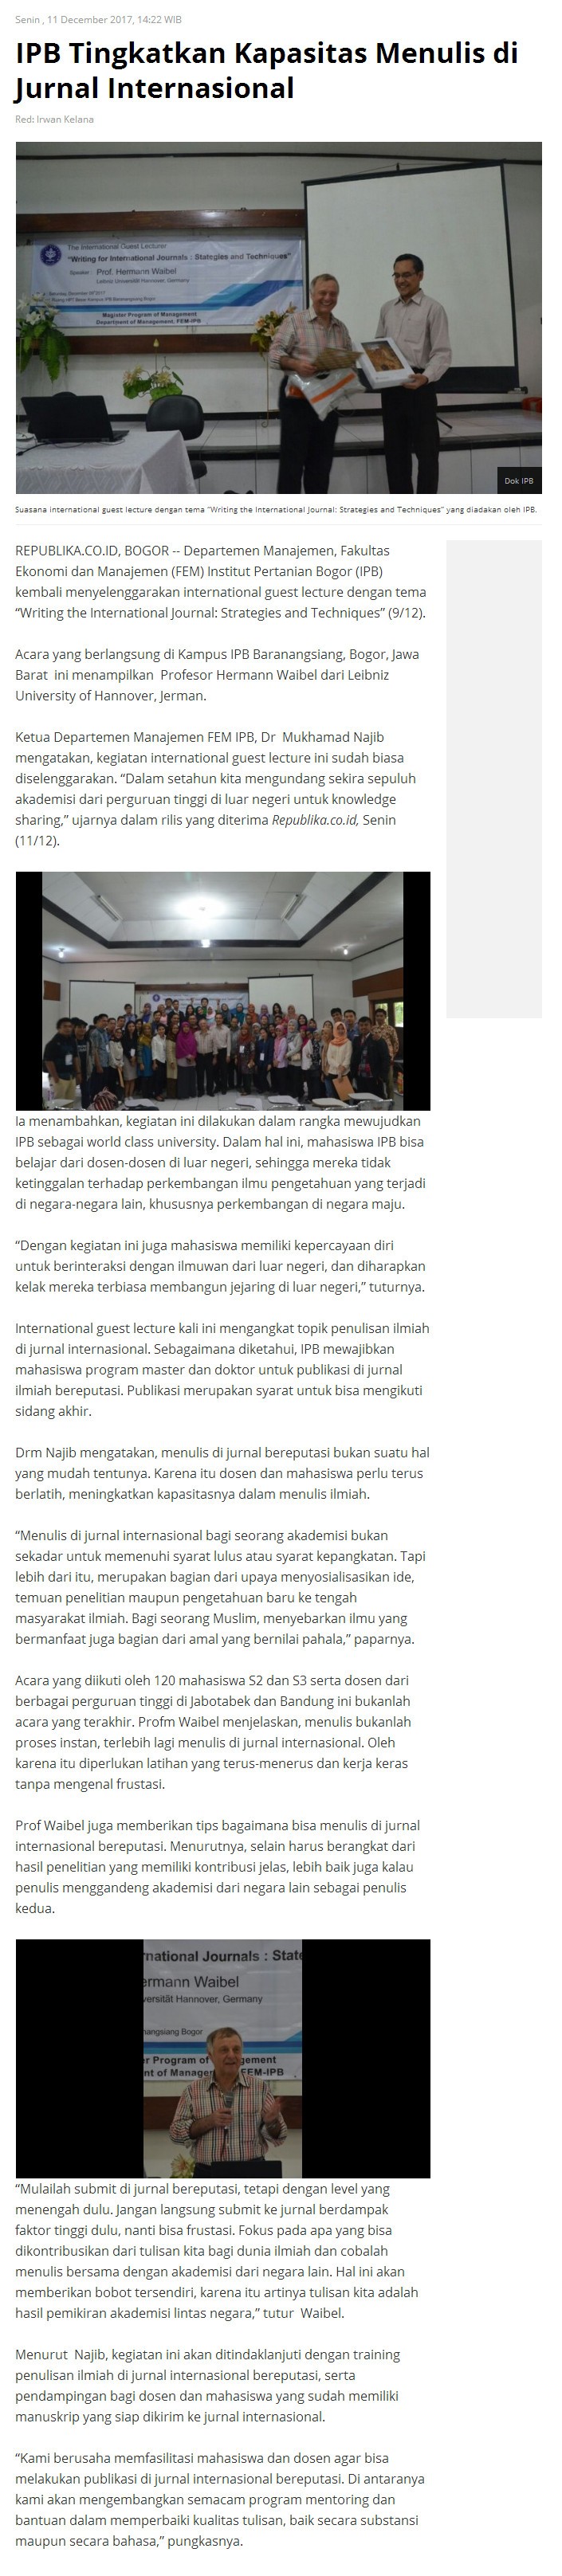 Senin , 11 December 2017, 14:22 WIB
IPB Tingkatkan Kapasitas Menulis di
Jurnal Internasional
Red: Irwan Kelana
The International Guest Lecturer
"Writing for International Journals : Stategies and Techniques"
Speaker : Prof. Hermann Waibel
Leibniz Universität Hannover, Germany
Magister Program of Management
Department of Management, FEM-IPB
Dok IPB
Suasana international guest lecture dengan tema “Writing the International Journal: Strategies and Techniques” yang diadakan oleh IPB.
REPUBLIKA.CO.ID, BOGOR -- Departemen Manajemen, Fakultas
Ekonomi dan Manajemen (FEM) Institut Pertanian Bogor (IPB)
kembali menyelenggarakan international guest lecture dengan tema
“Writing the International Journal: Strategies and Techniques” (9/12).
Acara yang berlangsung di Kampus IPB Baranangsiang, Bogor, Jawa
Barat  ini menampilkan  Profesor Hermann Waibel dari Leibniz
University of Hannover, Jerman.
Ketua Departemen Manajemen FEM IPB, Dr  Mukhamad Najib
mengatakan, kegiatan international guest lecture ini sudah biasa
diselenggarakan. “Dalam setahun kita mengundang sekira sepuluh
akademisi dari perguruan tinggi di luar negeri untuk knowledge
sharing,” ujarnya dalam rilis yang diterima Republika.co.id, Senin
(11/12).
Ia menambahkan, kegiatan ini dilakukan dalam rangka mewujudkan
IPB sebagai world class university. Dalam hal ini, mahasiswa IPB bisa
belajar dari dosen-dosen di luar negeri, sehingga mereka tidak
ketinggalan terhadap perkembangan ilmu pengetahuan yang terjadi
di negara-negara lain, khususnya perkembangan di negara maju.
“Dengan kegiatan ini juga mahasiswa memiliki kepercayaan diri
untuk berinteraksi dengan ilmuwan dari luar negeri, dan diharapkan
kelak mereka terbiasa membangun jejaring di luar negeri,” tuturnya.
International guest lecture kali ini mengangkat topik penulisan ilmiah
di jurnal internasional. Sebagaimana diketahui, IPB mewajibkan
mahasiswa program master dan doktor untuk publikasi di jurnal
ilmiah bereputasi. Publikasi merupakan syarat untuk bisa mengikuti
sidang akhir.
Drm Najib mengatakan, menulis di jurnal bereputasi bukan suatu hal
yang mudah tentunya. Karena itu dosen dan mahasiswa perlu terus
berlatih, meningkatkan kapasitasnya dalam menulis ilmiah.
“Menulis di jurnal internasional bagi seorang akademisi bukan
sekadar untuk memenuhi syarat lulus atau syarat kepangkatan. Tapi
lebih dari itu, merupakan bagian dari upaya menyosialisasikan ide,
temuan penelitian maupun pengetahuan baru ke tengah
masyarakat ilmiah. Bagi seorang Muslim, menyebarkan ilmu yang
bermanfaat juga bagian dari amal yang bernilai pahala,” paparnya.
Acara yang diikuti oleh 120 mahasiswa S2 dan S3 serta dosen dari
berbagai perguruan tinggi di Jabotabek dan Bandung ini bukanlah
acara yang terakhir. Profm Waibel menjelaskan, menulis bukanlah
proses instan, terlebih lagi menulis di jurnal internasional. Oleh
karena itu diperlukan latihan yang terus-menerus dan kerja keras
tanpa mengenal frustasi.
Prof Waibel juga memberikan tips bagaimana bisa menulis di jurnal
internasional bereputasi. Menurutnya, selain harus berangkat dari
hasil penelitian yang memiliki kontribusi jelas, lebih baik juga kalau
penulis menggandeng akademisi dari negara lain sebagai penulis
kedua.
rnational Journals : State
ermann Waibel
versität Hannover, Germany
nangsiang Bogor
er Program of gement
nt of Manager FEM-IPB
“Mulailah submit di jurnal bereputasi, tetapi dengan level yang
menengah dulu. Jangan langsung submit ke jurnal berdampak
faktor tinggi dulu, nanti bisa frustasi. Fokus pada apa yang bisa
dikontribusikan dari tulisan kita bagi dunia ilmiah dan cobalah
menulis bersama dengan akademisi dari negara lain. Hal ini akan
memberikan bobot tersendiri, karena itu artinya tulisan kita adalah
hasil pemikiran akademisi lintas negara,” tutur  Waibel.
Menurut  Najib, kegiatan ini akan ditindaklanjuti dengan training
penulisan ilmiah di jurnal internasional bereputasi, serta
pendampingan bagi dosen dan mahasiswa yang sudah memiliki
manuskrip yang siap dikirim ke jurnal internasional.
“Kami berusaha memfasilitasi mahasiswa dan dosen agar bisa
melakukan publikasi di jurnal internasional bereputasi. Di antaranya
kami akan mengembangkan semacam program mentoring dan
bantuan dalam memperbaiki kualitas tulisan, baik secara substansi
maupun secara bahasa,” pungkasnya.